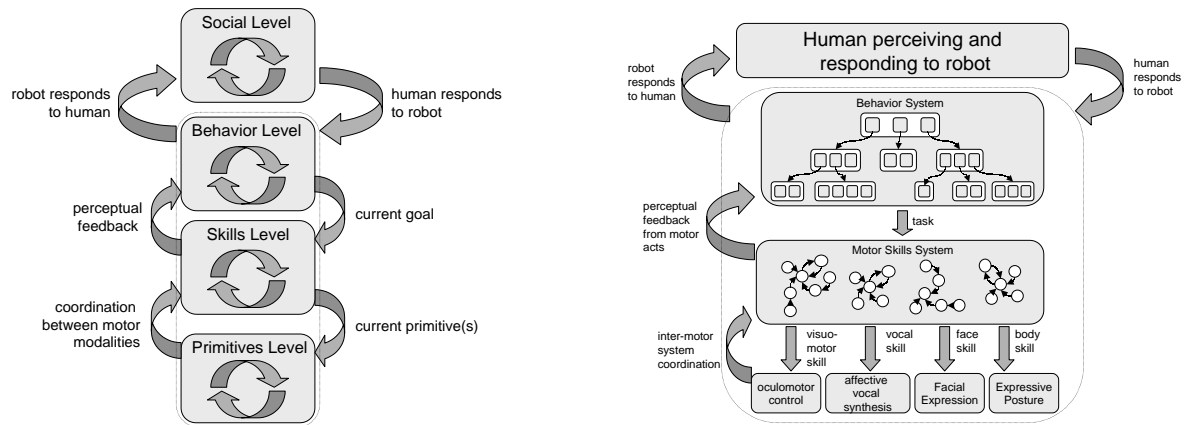 Social Level
robot responds
to human
human responds
to robot
Behavior Level
perceptual
feedback
current goal
Skills Level
coordination
between motor
modalities
current primitive(s)
Primitives Level
Human perceiving and
responding to robot
robot
responds
to human
human
responds
to robot
Behavior System
perceptual
feedback
from motor
acts
task
Motor Skills System
inter-motor
system
coordination
visuo-
motor
skill
vocal
skill
face
skill
body
skill
oculomotor
control
affective
vocal
synthesis
Facial
Expression
Expressive
Posture